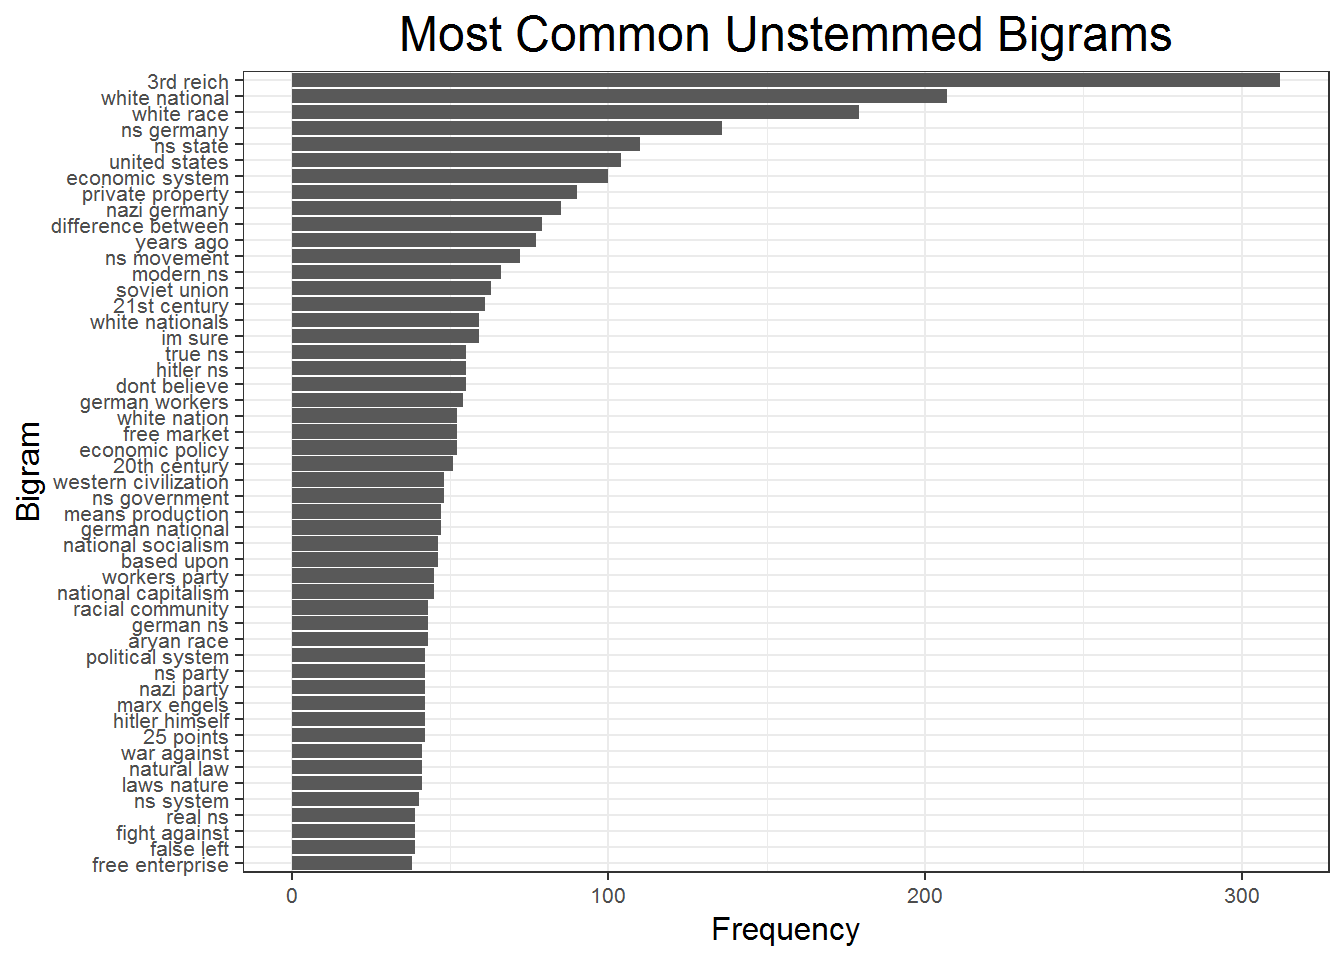 Most Common Unstemmed Bigrams
Bigram
3rd reich
white national
white race
ns germany
ns state
united states
economic system
private property
nazi germany
difference between
years ago
ns movement
modern ns
soviet union
21st century
white nationals
im sure
true ns
hitler ns
dont believe
german workers
white nation
free market
economic policy
20th century
western civilization
ns government
means production
german national
national socialism
based upon
workers party
national capitalism
racial community
german ns
aryan race
political system
ns party
nazi party
marx engels
hitler himself
25 points
war against
natural law
laws nature
ns system
real ns
fight against
false left
free enterprise
0 100 200 300
Frequency